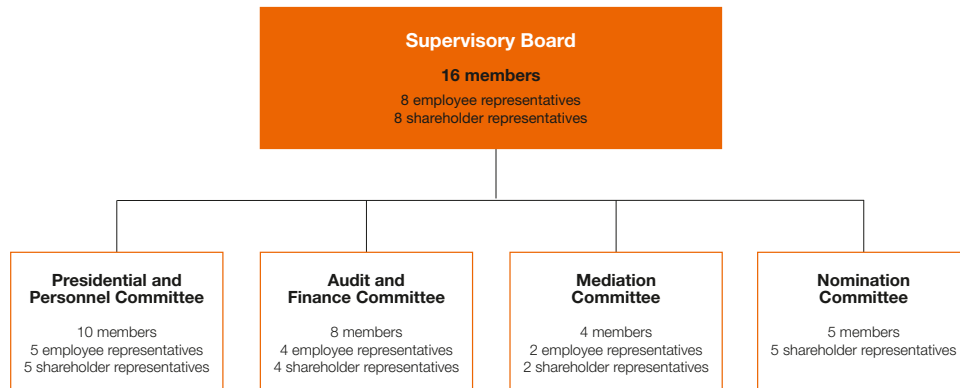 Supervisory Board
16 members
8 employee representatives
8 shareholder representatives
Presidential and
Personnel Committee
10 members
5 employee representatives
5 shareholder representatives
Audit and
Finance Committee
8 members
4 employee representatives
4 shareholder representatives
Mediation
Committee
4 members
2 employee representatives
2 shareholder representatives
Nomination
Committee
5 members
5 shareholder representatives